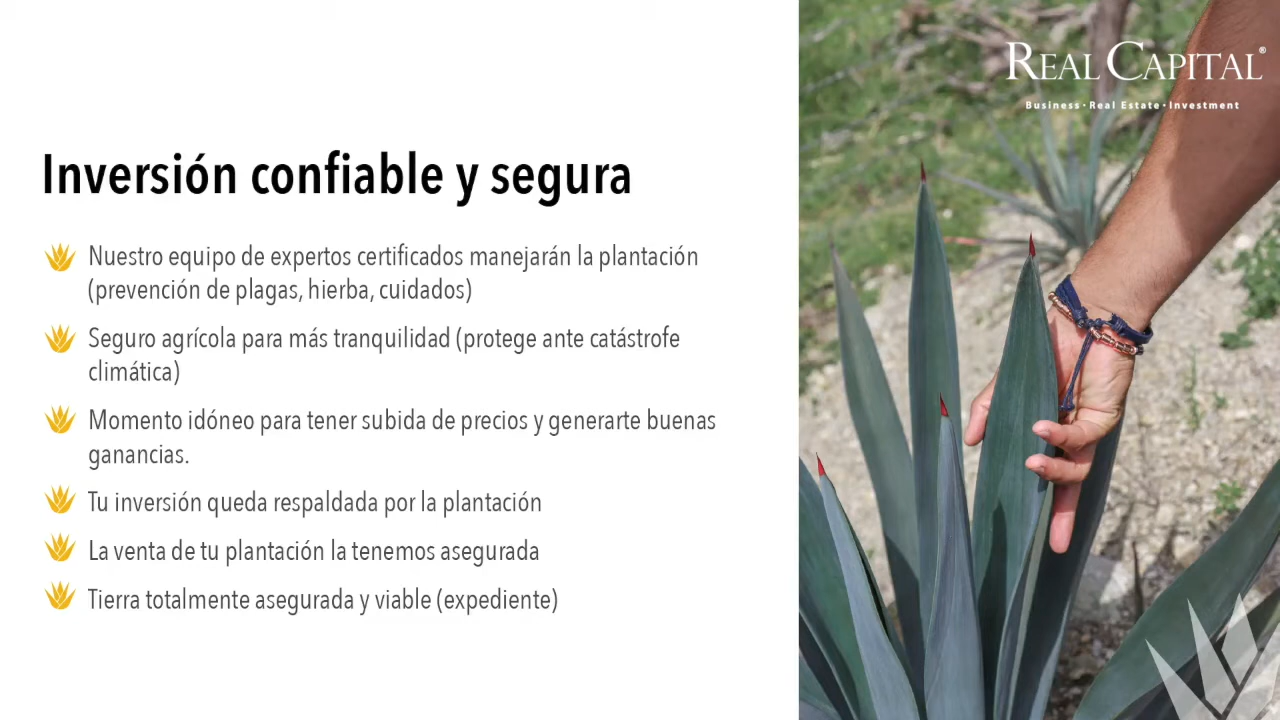 REAL CAPITAL®
Business • Real Estate • Investment
Inversión confiable y segura
Nuestro equipo de expertos certificados manejarán la plantación
(prevención de plagas, hierba, cuidados)
Seguro agrícola para más tranquilidad (protege ante catástrofe
climática)
Momento idóneo para tener subida de precios y generarte buenas
ganancias.
Tu inversión queda respaldada por la plantación
La venta de tu plantación la tenemos asegurada
Tierra totalmente asegurada y viable (expediente)